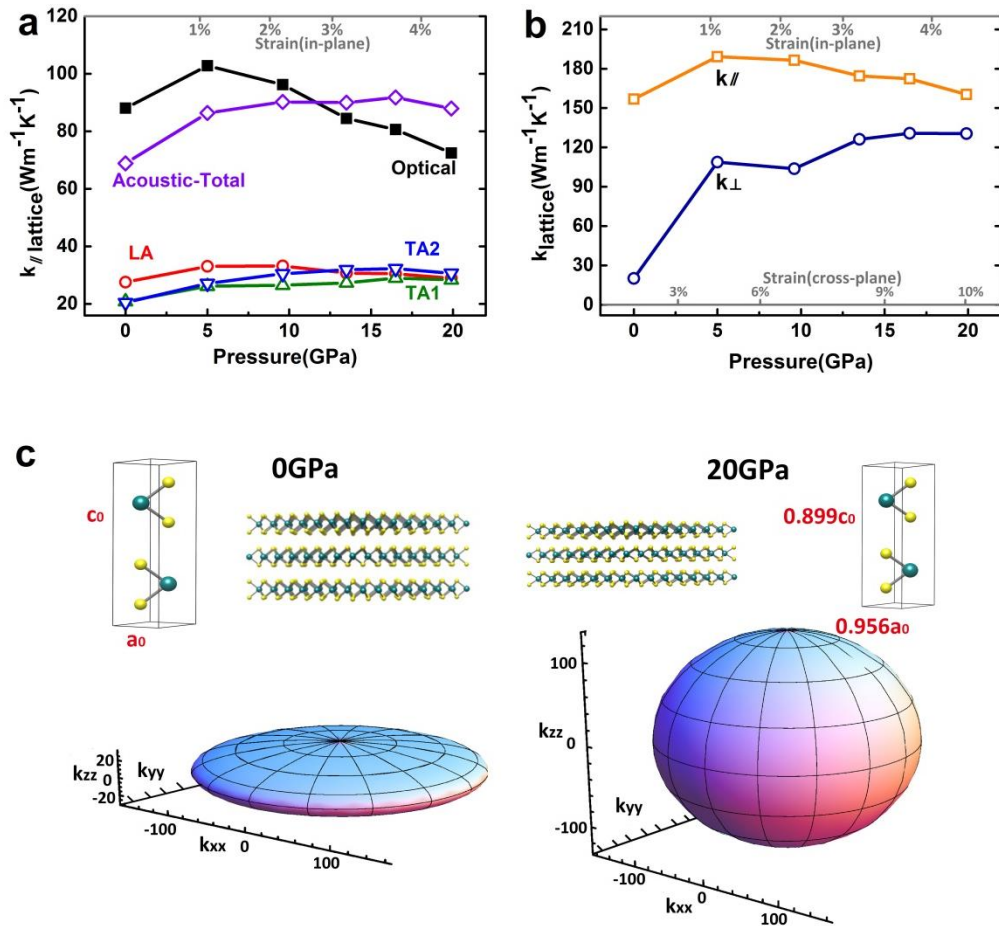 a
1% 2% 3% 4%
Strain(in-plane)
k// lattice(Wm⁻¹K⁻¹)
100
80
60
40
20
Optical
Acoustic-Total
LA
TA2
TA1
0 5 10 15 20
Pressure(GPa)
b
1% 2% 3% 4%
Strain(in-plane)
klattice(Wm⁻¹K⁻¹)
210
180
150
120
90
60
30
0
k//
k⊥
Strain(cross-plane)
3% 6% 9% 10%
0 5 10 15 20
Pressure(GPa)
c
0GPa
c₀
a₀
20GPa
0.899c₀
0.956a₀
kzz
20
0
-20
kyy
-100 0 100
kxx
kzz
100
0
-100
kyy
-100 0 100
kxx